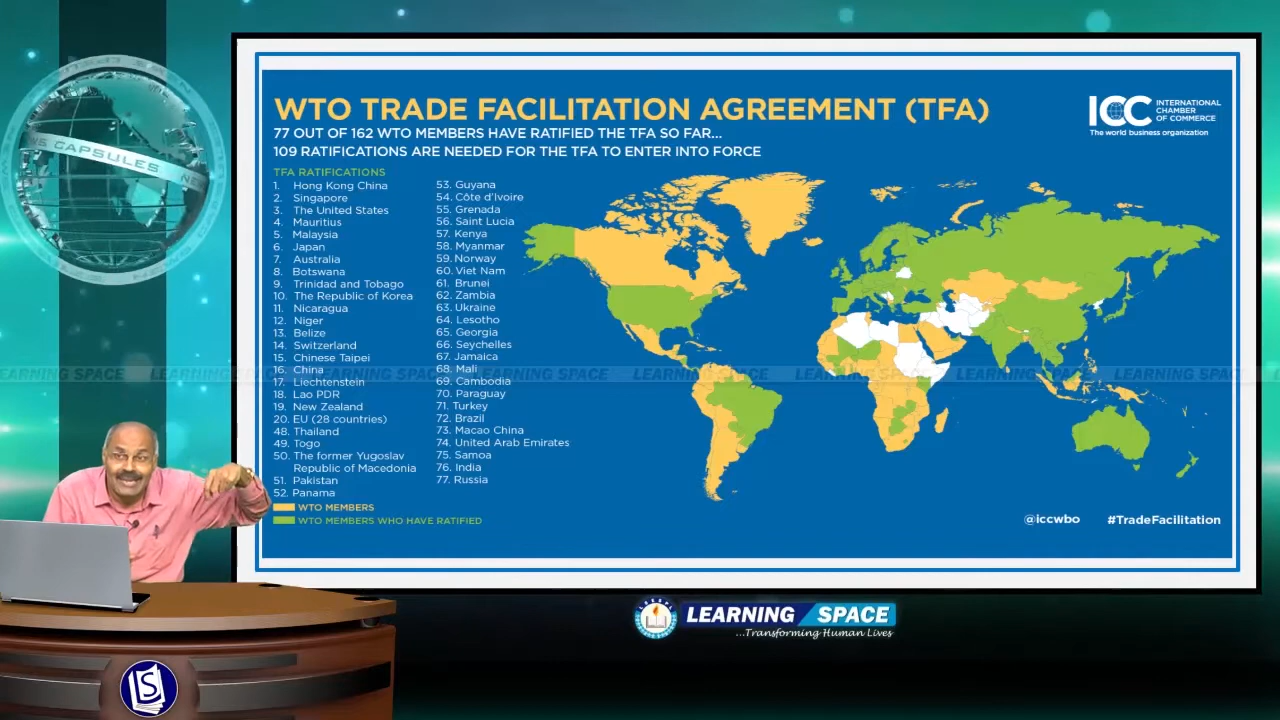 WTO TRADE FACILITATION AGREEMENT (TFA)
77 OUT OF 162 WTO MEMBERS HAVE RATIFIED THE TFA SO FAR...
109 RATIFICATIONS ARE NEEDED FOR THE TFA TO ENTER INTO FORCE
ICC INTERNATIONAL
CHAMBER
OF COMMERCE
The world business organization
TFA RATIFICATIONS
1. Hong Kong China
2. Singapore
3. The United States
4. Mauritius
5. Malaysia
6. Japan
7. Australia
8. Botswana
9. Trinidad and Tobago
10. The Republic of Korea
11. Nicaragua
12. Niger
13. Belize
14. Switzerland
15. Chinese Taipei
16. China
17. Liechtenstein
18. Lao PDR
19. New Zealand
20. EU (28 countries)
48. Thailand
49. Togo
50. The former Yugoslav
Republic of Macedonia
51. Pakistan
52. Panama
53. Guyana
54. Côte d'Ivoire
55. Grenada
56. Saint Lucia
57. Kenya
58. Myanmar
59. Norway
60. Viet Nam
61. Brunei
62. Zambia
63. Ukraine
64. Lesotho
65. Georgia
66. Seychelles
67. Jamaica
68. Mali
69. Cambodia
70. Paraguay
71. Turkey
72. Brazil
73. Macao China
74. United Arab Emirates
75. Samoa
76. India
77. Russia
WTO MEMBERS
WTO MEMBERS WHO HAVE RATIFIED
@iccwbo #TradeFacilitation
CAPSULES
LEARNING SPACE LEARNING SPACE LEARNING SPACE LEARNING SPACE
LEARNING SPACE
...Transforming Human Lives
LS